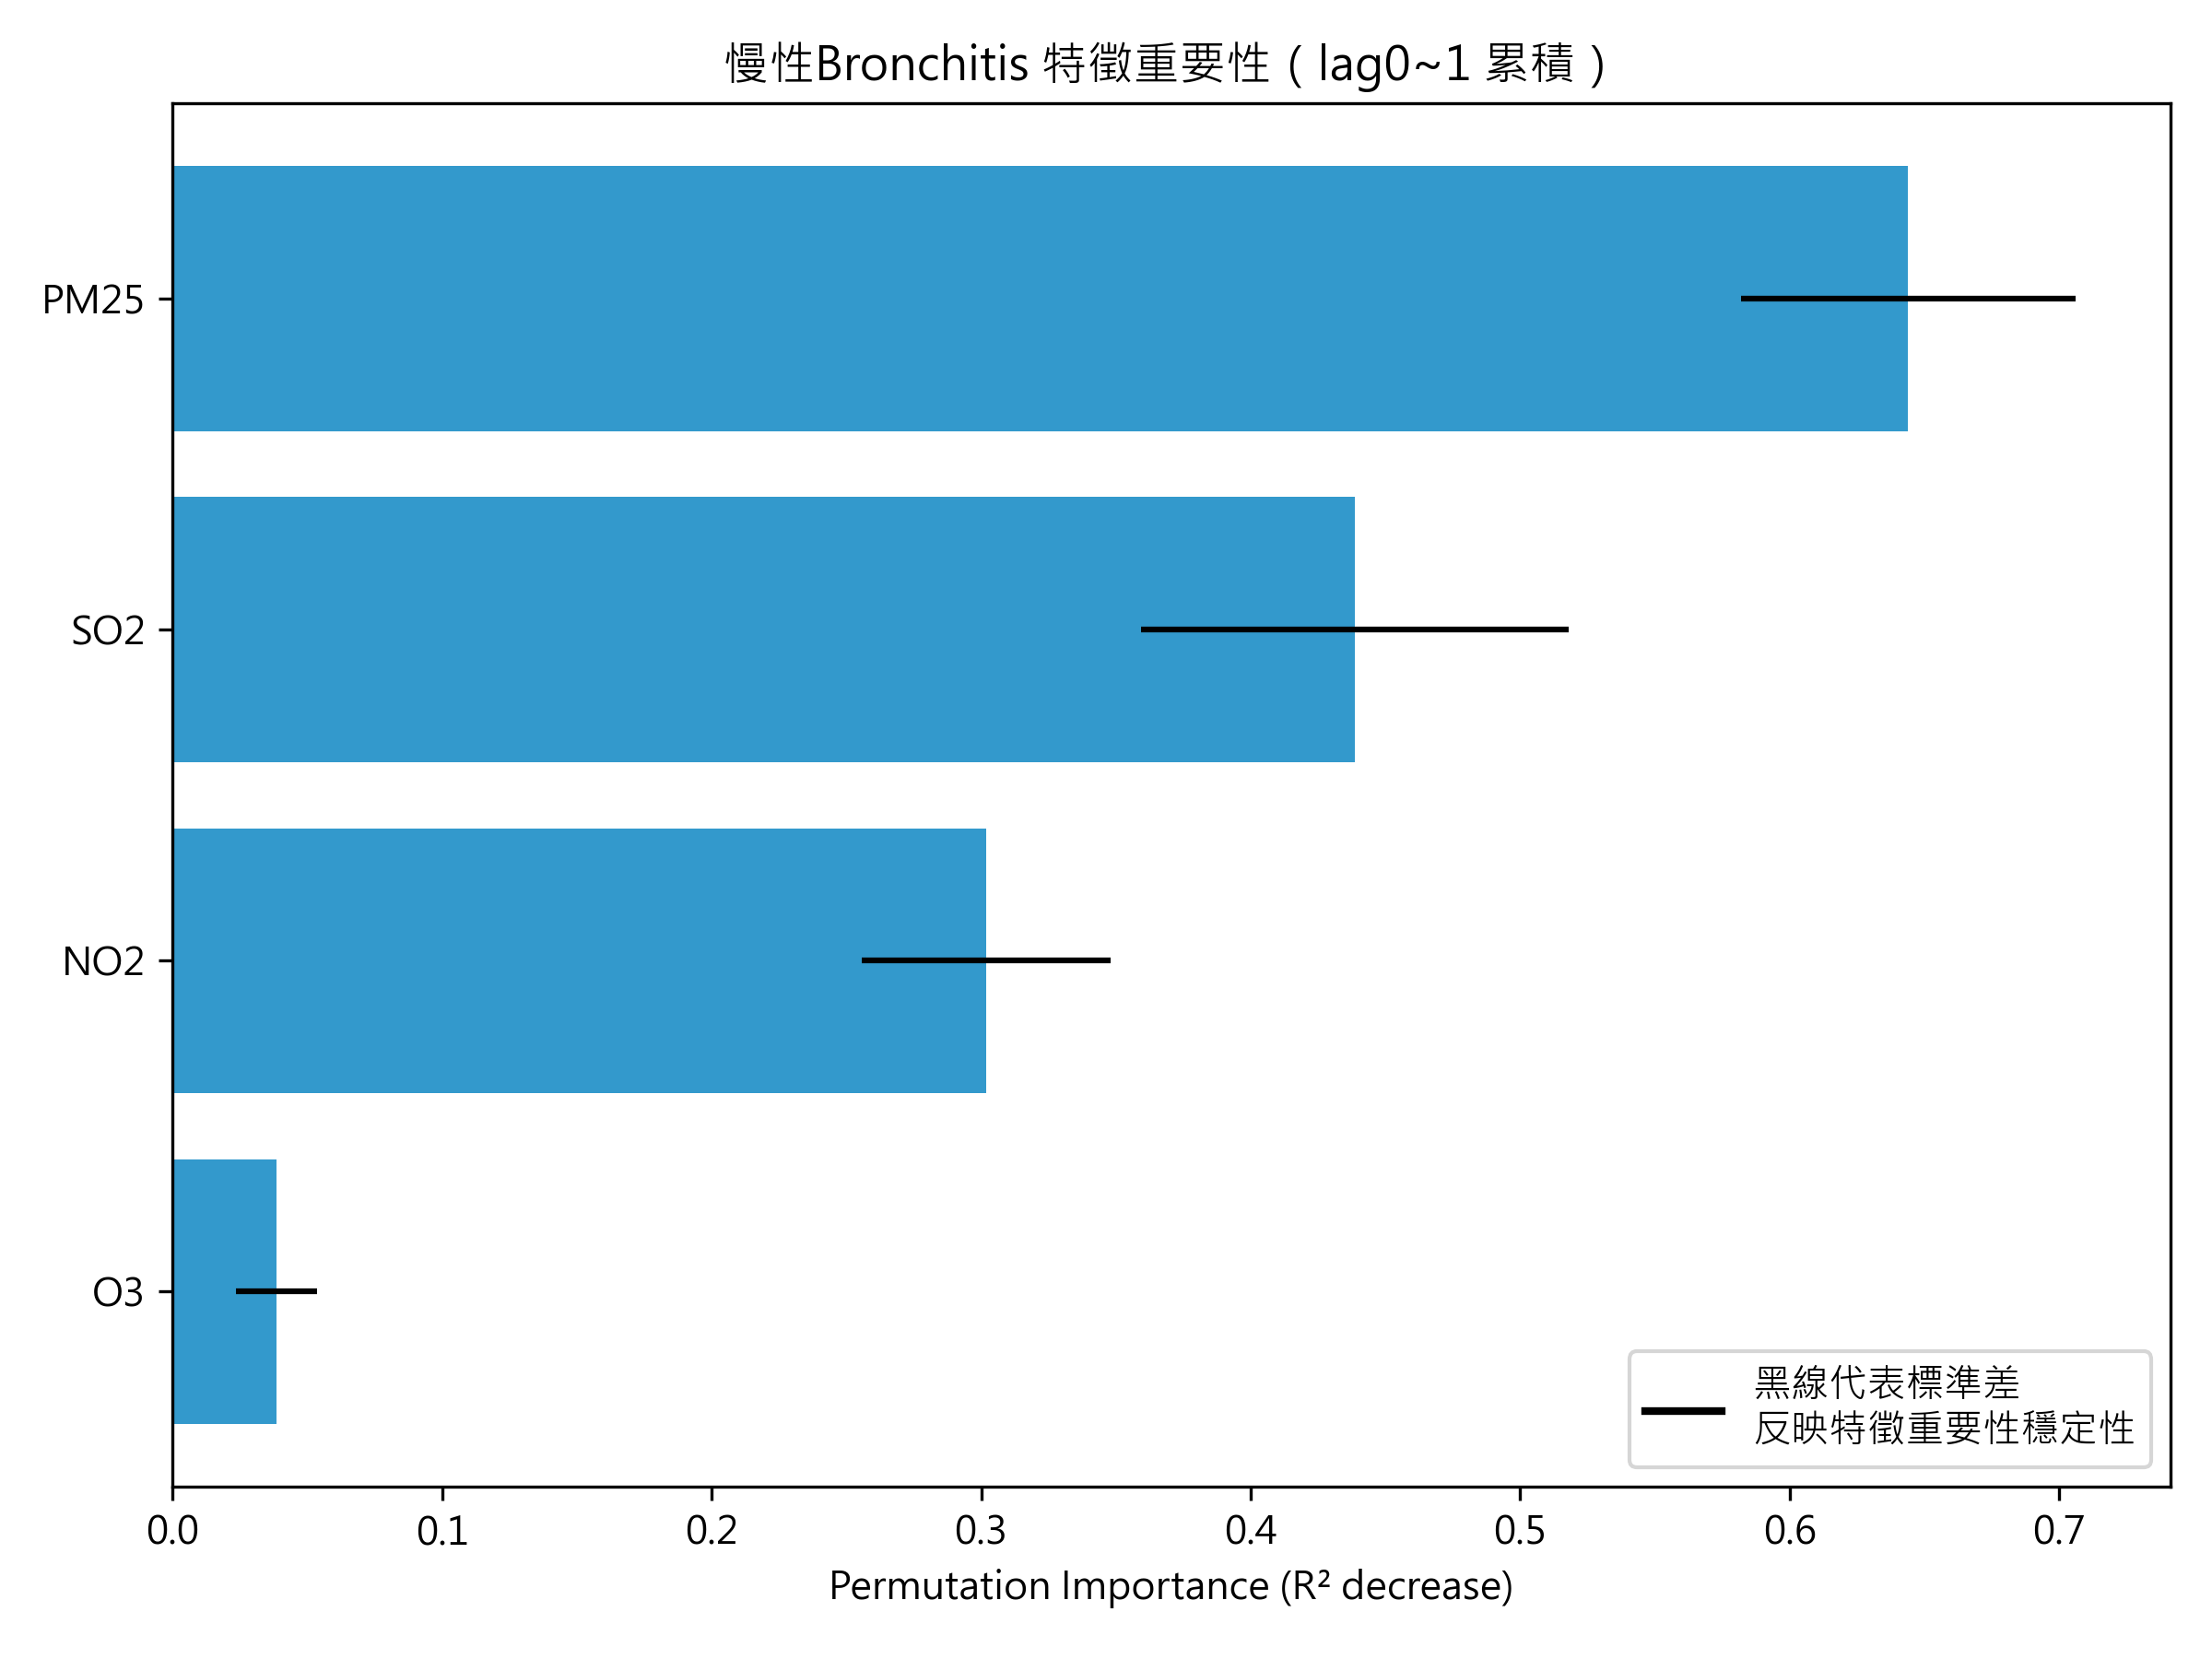 慢性Bronchitis 特徵重要性（lag0~1 累積）
PM25
SO2
NO2
O3
黑線代表標準差
反映特徵重要性穩定性
0.0 0.1 0.2 0.3 0.4 0.5 0.6 0.7
Permutation Importance (R² decrease)